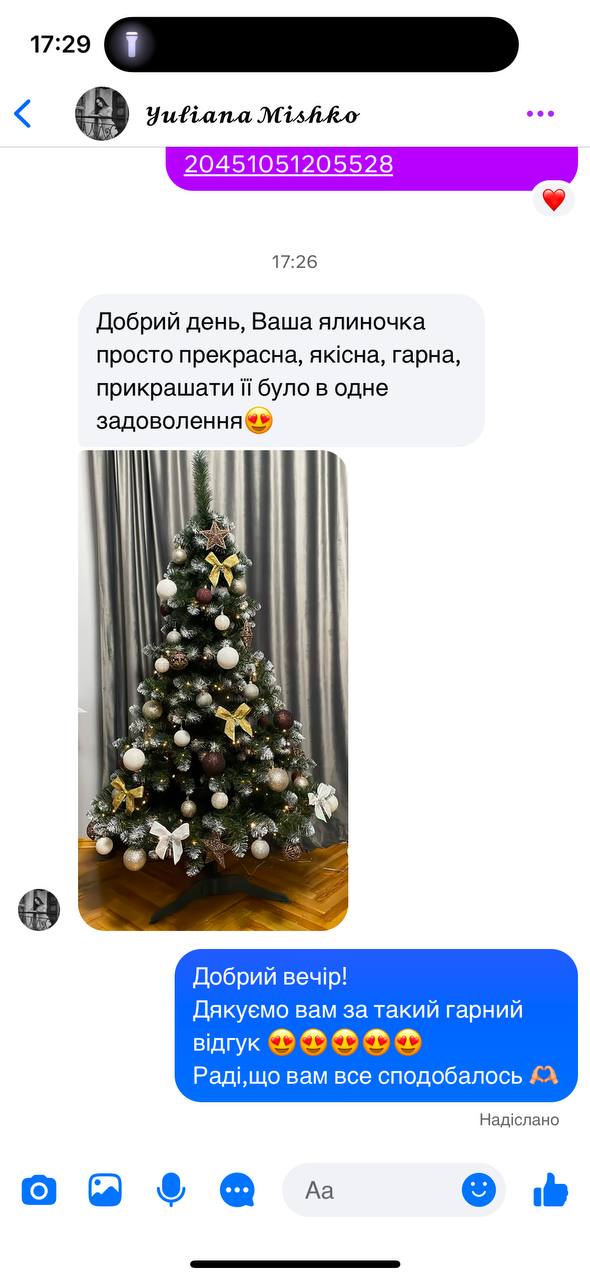 17:29
Yuliana Mishko
20451051205528
17:26
Добрий день, Ваша ялиночка
просто прекрасна, якісна, гарна,
прикрашати її було в одне
задоволення😍
Добрий вечір!
Дякуємо вам за такий гарний
відгук 😍😍😍😍😍
Раді,що вам все сподобалось 🫶🏻
Надіслано
Aa